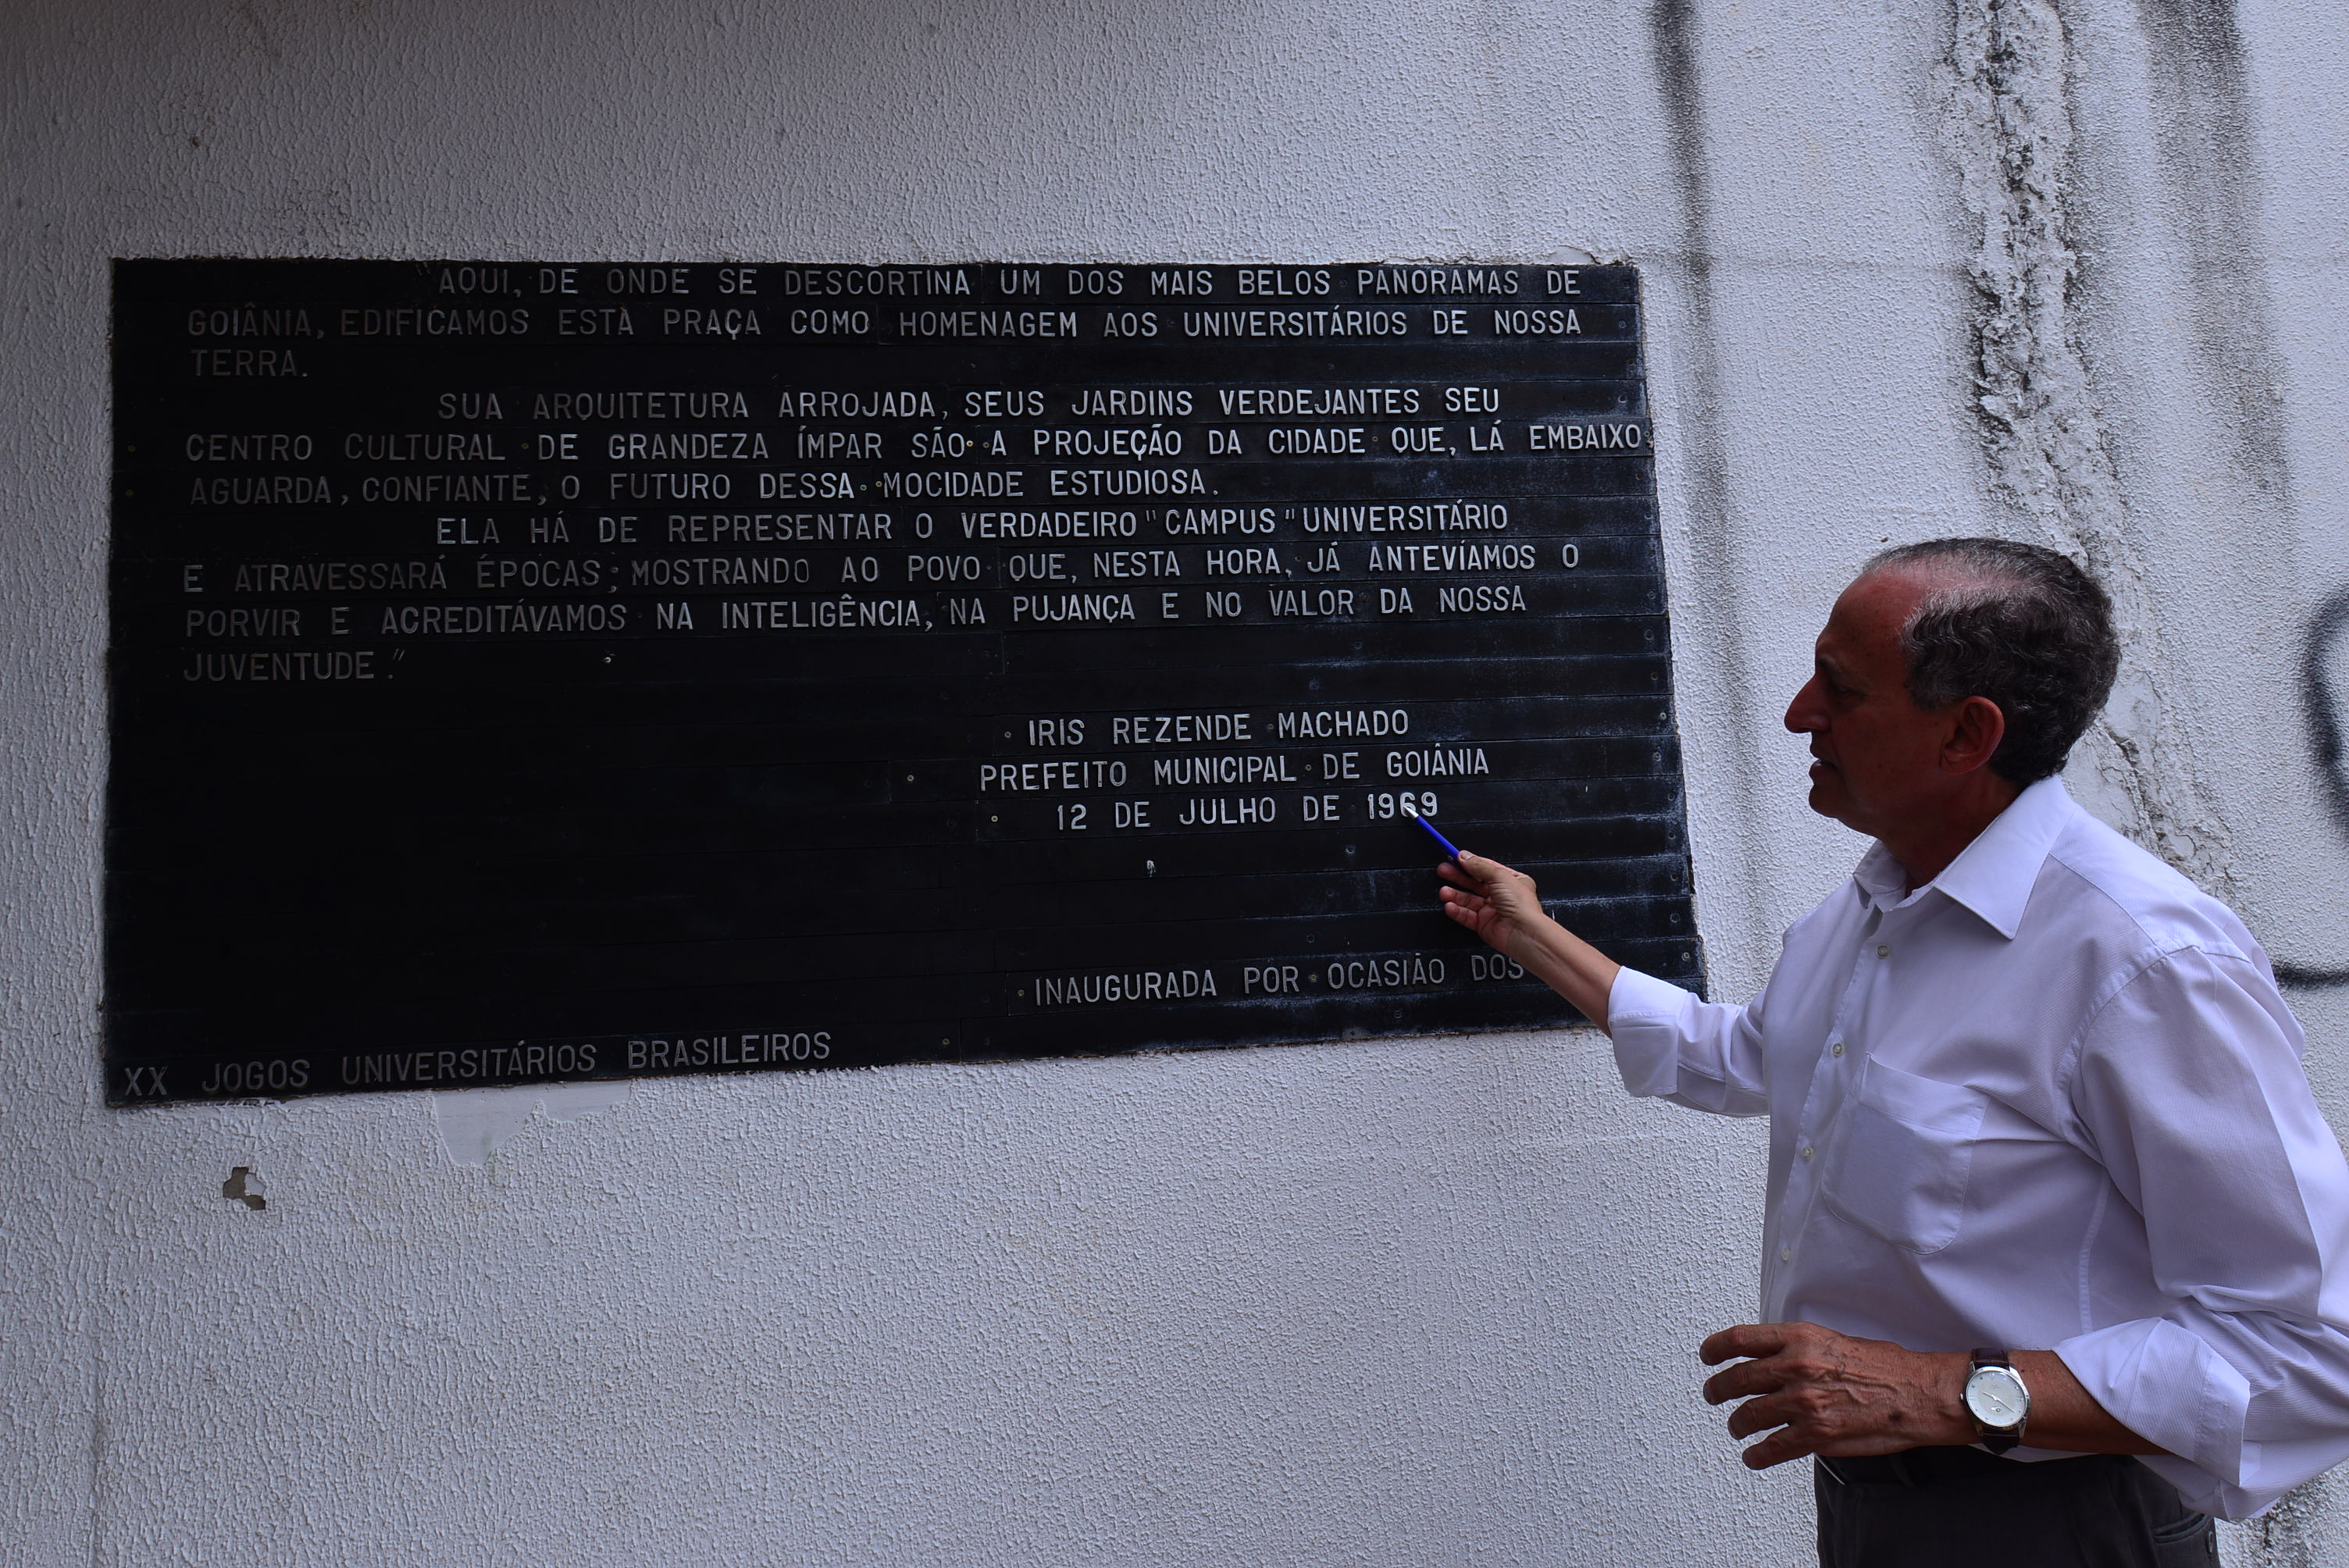 "AQUI, DE ONDE SE DESCORTINA UM DOS MAIS BELOS PANORAMAS DE
GOIÂNIA, EDIFICAMOS ESTÀ PRAÇA COMO HOMENAGEM AOS UNIVERSITÁRIOS DE NOSSA
TERRA.
SUA ARQUITETURA ARROJADA, SEUS JARDINS VERDEJANTES SEU
CENTRO CULTURAL DE GRANDEZA ÍMPAR SÃO A PROJEÇÃO DA CIDADE QUE, LÁ EMBAIXO
AGUARDA, CONFIANTE, O FUTURO DESSA MOCIDADE ESTUDIOSA.
ELA HÁ DE REPRESENTAR O VERDADEIRO "CAMPUS" UNIVERSITÁRIO
E ATRAVESSARÁ ÉPOCAS; MOSTRANDO AO POVO QUE, NESTA HORA, JÁ ANTEVÍAMOS O
PORVIR E ACREDITÁVAMOS NA INTELIGÊNCIA, NA PUJANÇA E NO VALOR DA NOSSA
JUVENTUDE."
IRIS REZENDE MACHADO
PREFEITO MUNICIPAL DE GOIÂNIA
12 DE JULHO DE 1969
INAUGURADA POR OCASIÃO DOS
XX JOGOS UNIVERSITÁRIOS BRASILEIROS